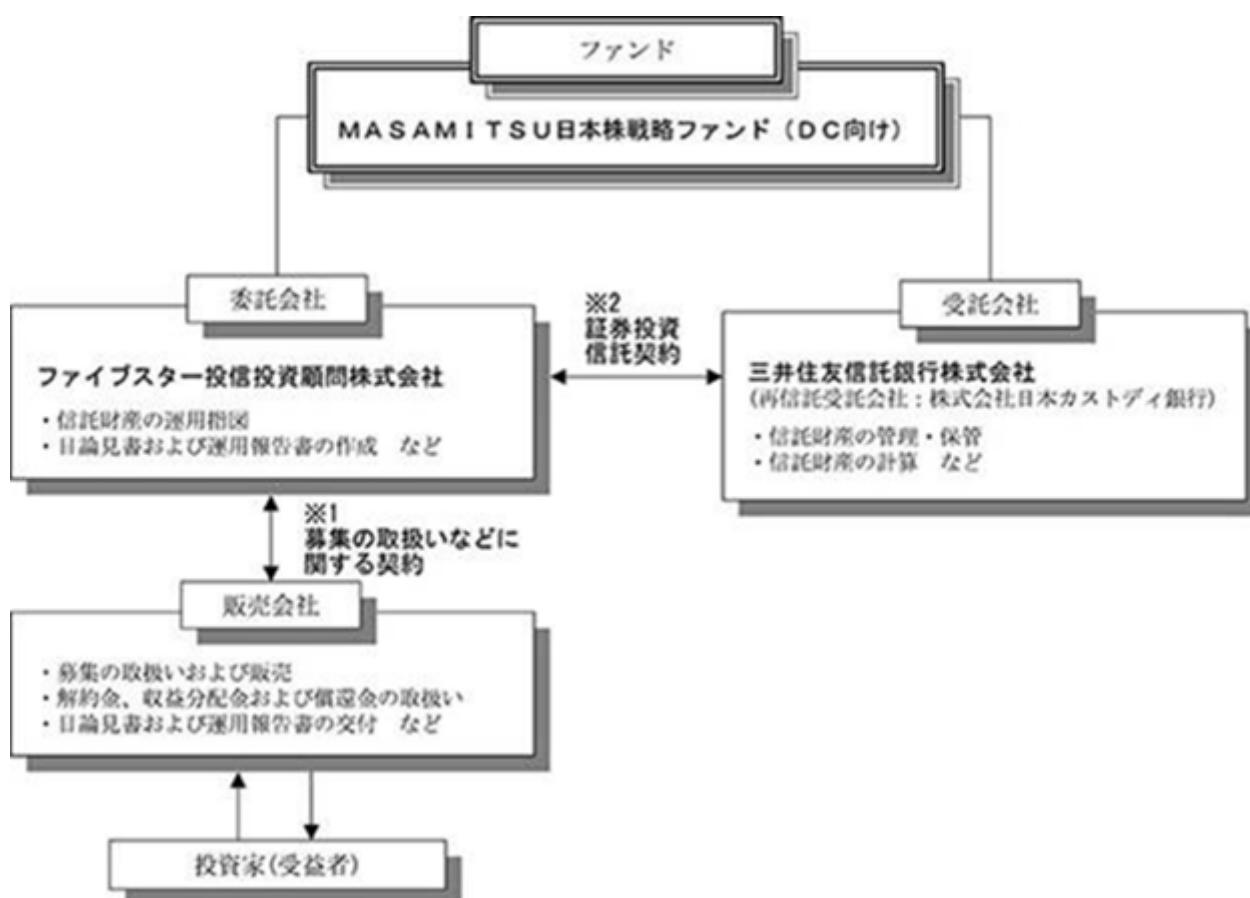 ファンド
MASAMITSU日本株戦略ファンド(DC向け)
委託会社
ファイブスター投信投資顧問株式会社
・信託財産の運用指図
・目論見書および運用報告書の作成 など
※2
証券投資
信託契約
受託会社
三井住友信託銀行株式会社
(再信託受託会社:株式会社日本カストディ銀行)
・信託財産の管理・保管
・信託財産の計算 など
※1
募集の取扱いなどに
関する契約
販売会社
・募集の取扱いおよび販売
・解約金、収益分配金および償還金の取扱い
・目論見書および運用報告書の交付 など
投資家(受益者)